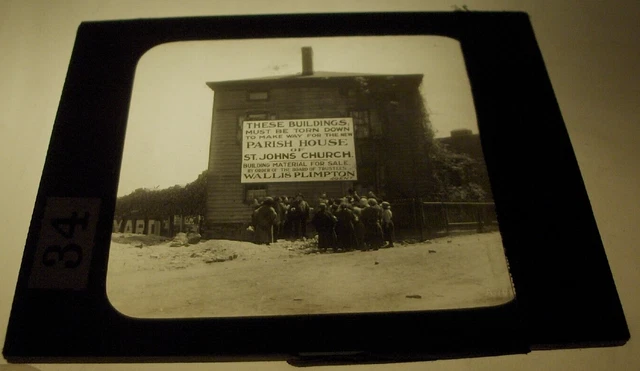 THESE BUILDINGS,
MUST BE TORN DOWN
TO MAKE WAY FOR THE NEW
PARISH HOUSE
OF
ST. JOHNS CHURCH.
BUILDING MATERIAL FOR SALE.
BY ORDER OF THE BOARD OF TRUSTEES
WALLIS PLIMPTON
34